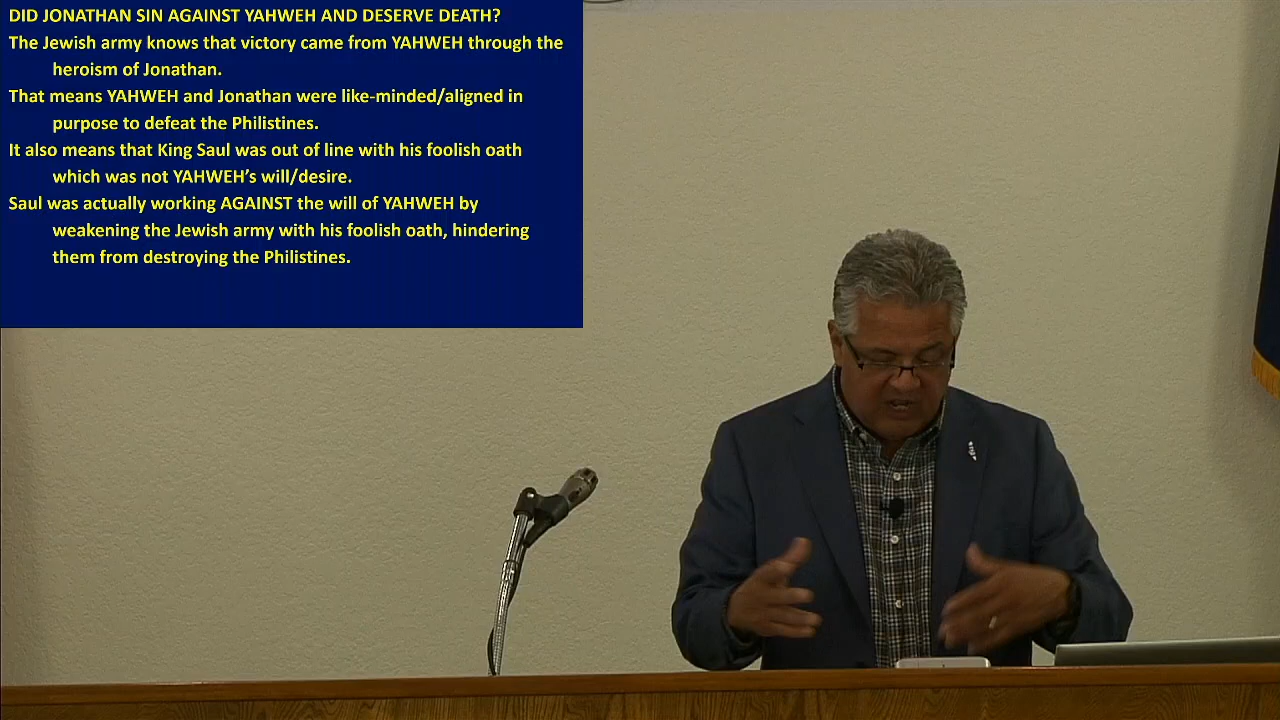 DID JONATHAN SIN AGAINST YAHWEH AND DESERVE DEATH?
The Jewish army knows that victory came from YAHWEH through the
heroism of Jonathan.
That means YAHWEH and Jonathan were like-minded/aligned in
purpose to defeat the Philistines.
It also means that King Saul was out of line with his foolish oath
which was not YAHWEH’s will/desire.
Saul was actually working AGAINST the will of YAHWEH by
weakening the Jewish army with his foolish oath, hindering
them from destroying the Philistines.